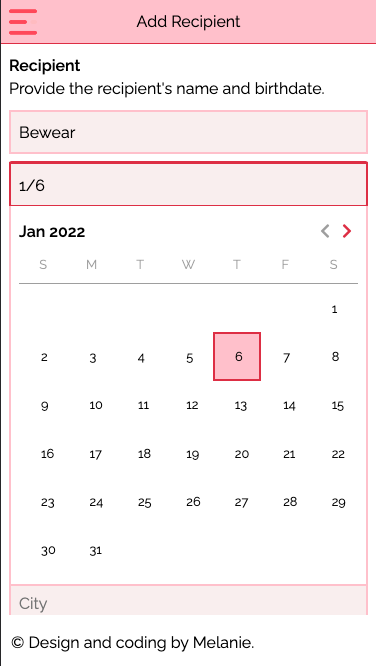 Add Recipient
Recipient
Provide the recipient's name and birthdate.
Bewear
1/6
Jan 2022
S M T W T F S
1
2 3 4 5 6 7 8
9 10 11 12 13 14 15
16 17 18 19 20 21 22
23 24 25 26 27 28 29
30 31
City
© Design and coding by Melanie.